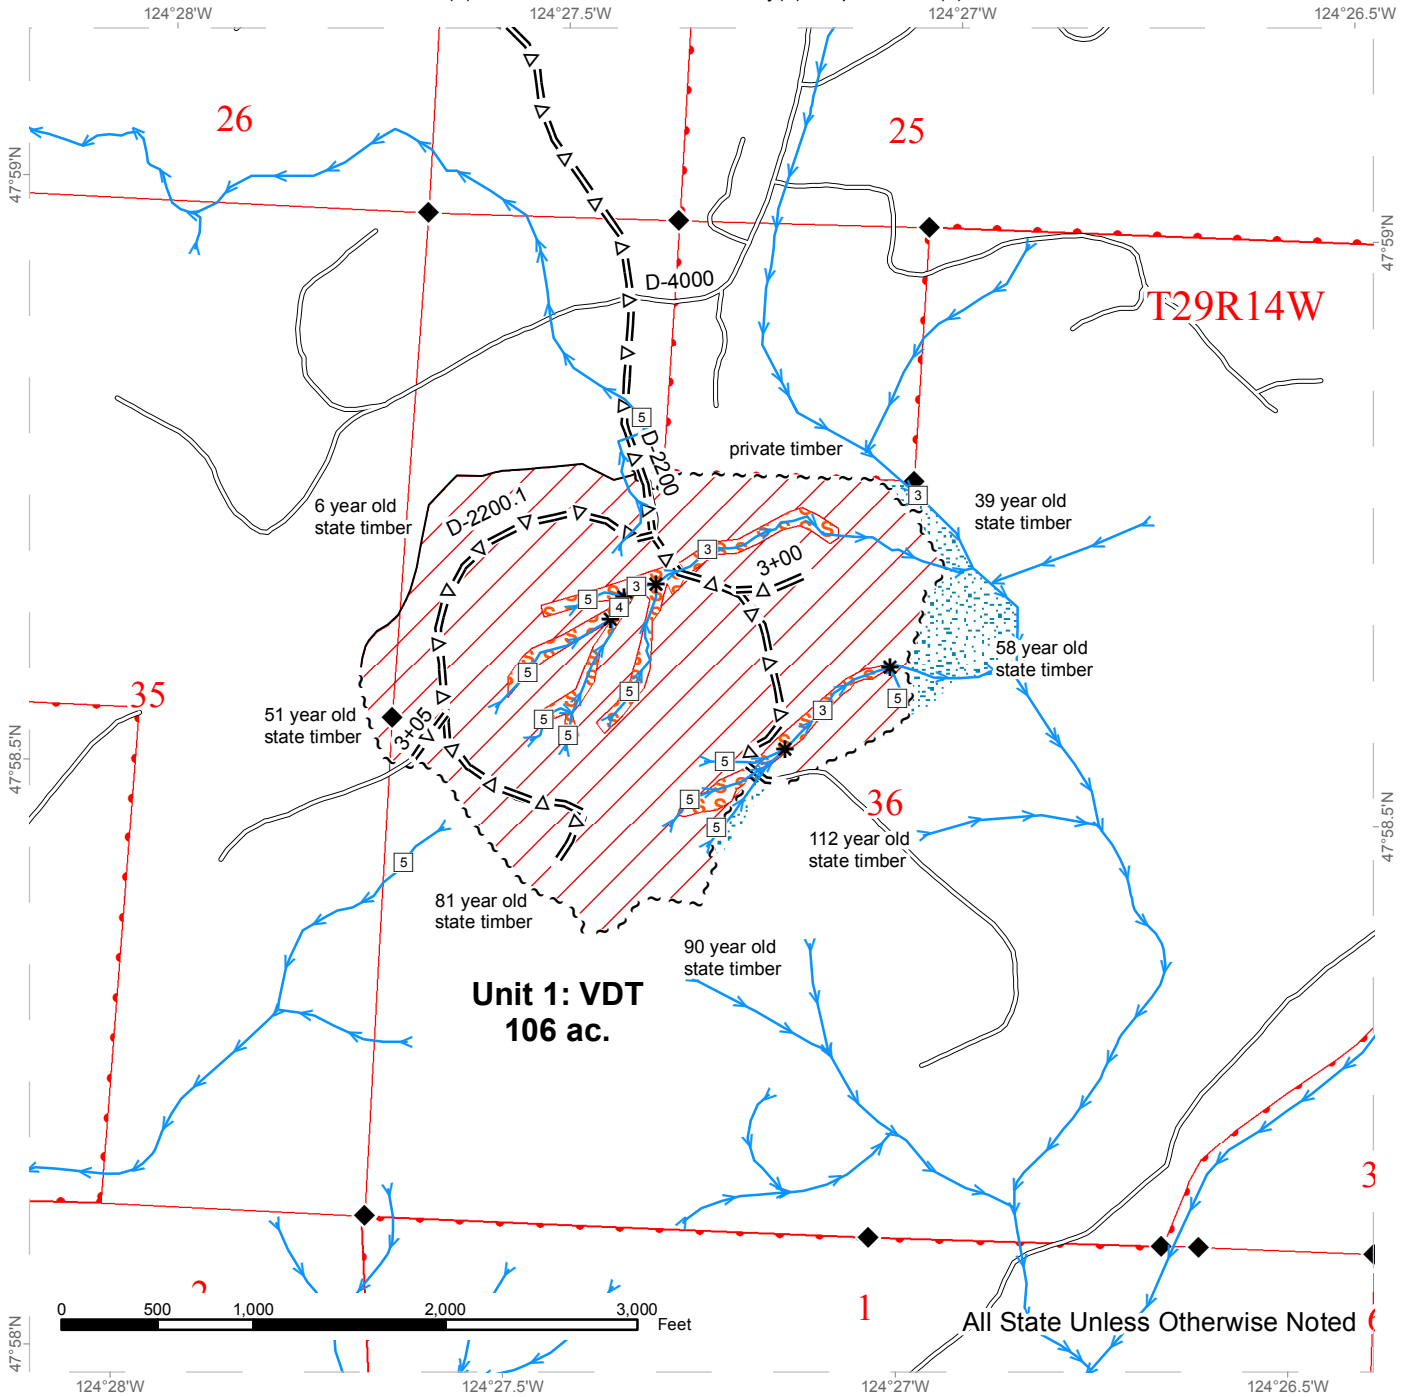 124°28'W
124°27.5'W
124°27'W
124°26.5'W
26
25
47°59'N
47°59'N
D-4000
T29R14W
5
D-2200
private timber
3
6 year old
state timber
D-2200.1
39 year old
state timber
3
3+00
5
3
4
58 year old
state timber
5
5
5
3
35
51 year old
state timber
3+05
5
5
5
47°58.5'N
5
5
36
47°58.5'N
112 year old
state timber
5
81 year old
state timber
90 year old
state timber
Unit 1: VDT
106 ac.
3
0
500
1,000
2,000
3,000
Feet
1
All State Unless Otherwise Noted
47°58'N
124°28'W
124°27.5'W
124°27'W
124°26.5'W